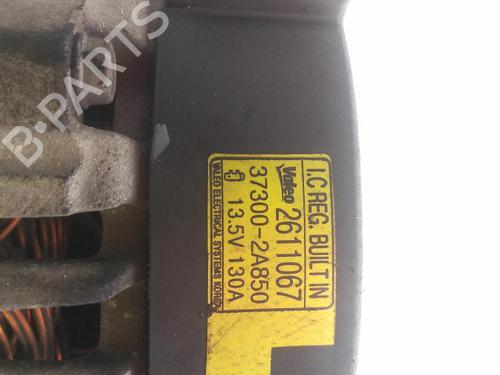 B-PARTS
I.C REG. BUILT IN
Valeo 2611067
37300-2A850
13.5V 130A
VALEO ELECTRICAL SYSTEMS KOREA